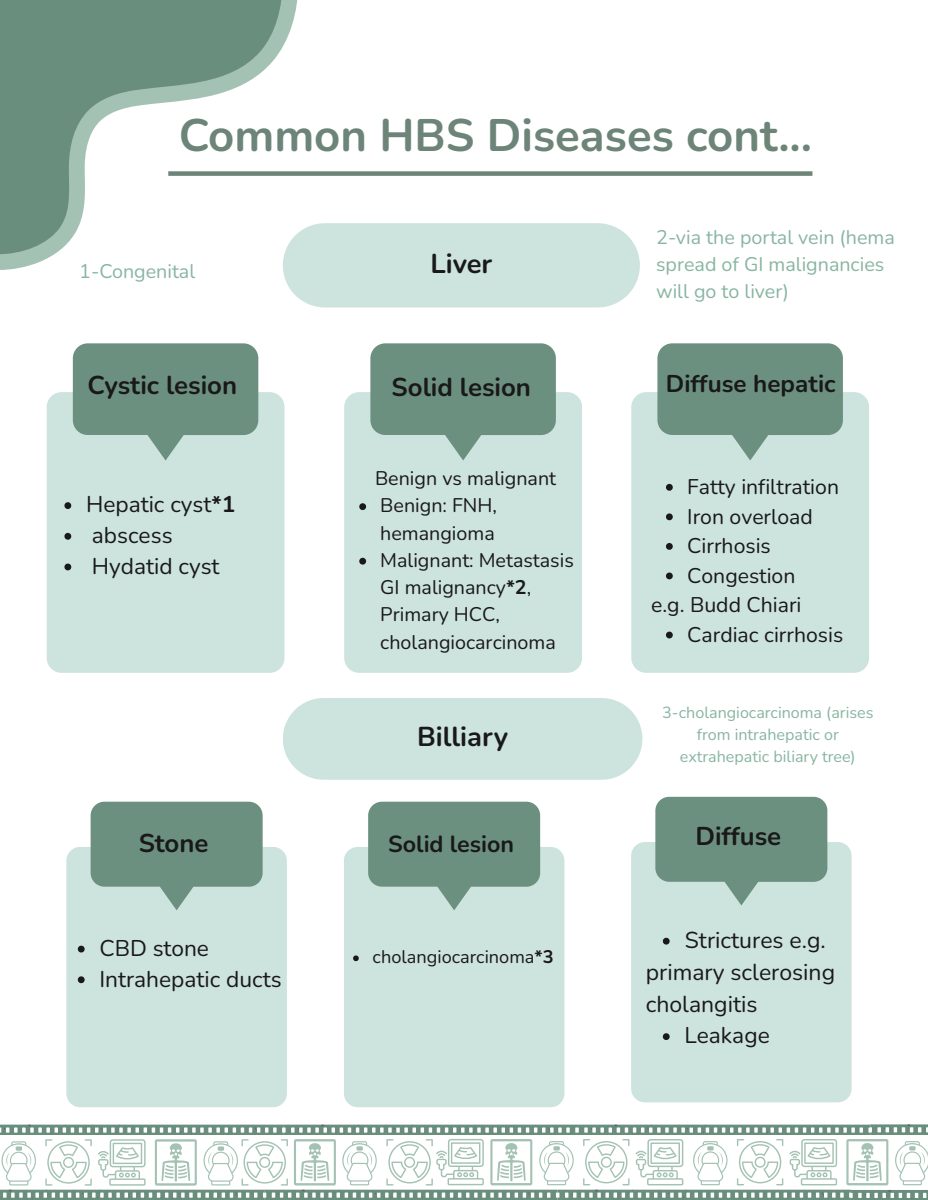 Common HBS Diseases cont...
1-Congenital
Liver
2-via the portal vein (hema
spread of GI malignancies
will go to liver)
Cystic lesion
• Hepatic cyst*1
• abscess
• Hydatid cyst
Solid lesion
Benign vs malignant
• Benign: FNH,
hemangioma
• Malignant: Metastasis
GI malignancy*2,
Primary HCC,
cholangiocarcinoma
Diffuse hepatic
• Fatty infiltration
• Iron overload
• Cirrhosis
• Congestion
e.g. Budd Chiari
• Cardiac cirrhosis
Billiary
3-cholangiocarcinoma (arises
from intrahepatic or
extrahepatic biliary tree)
Stone
• CBD stone
• Intrahepatic ducts
Solid lesion
• cholangiocarcinoma*3
Diffuse
• Strictures e.g.
primary sclerosing
cholangitis
• Leakage